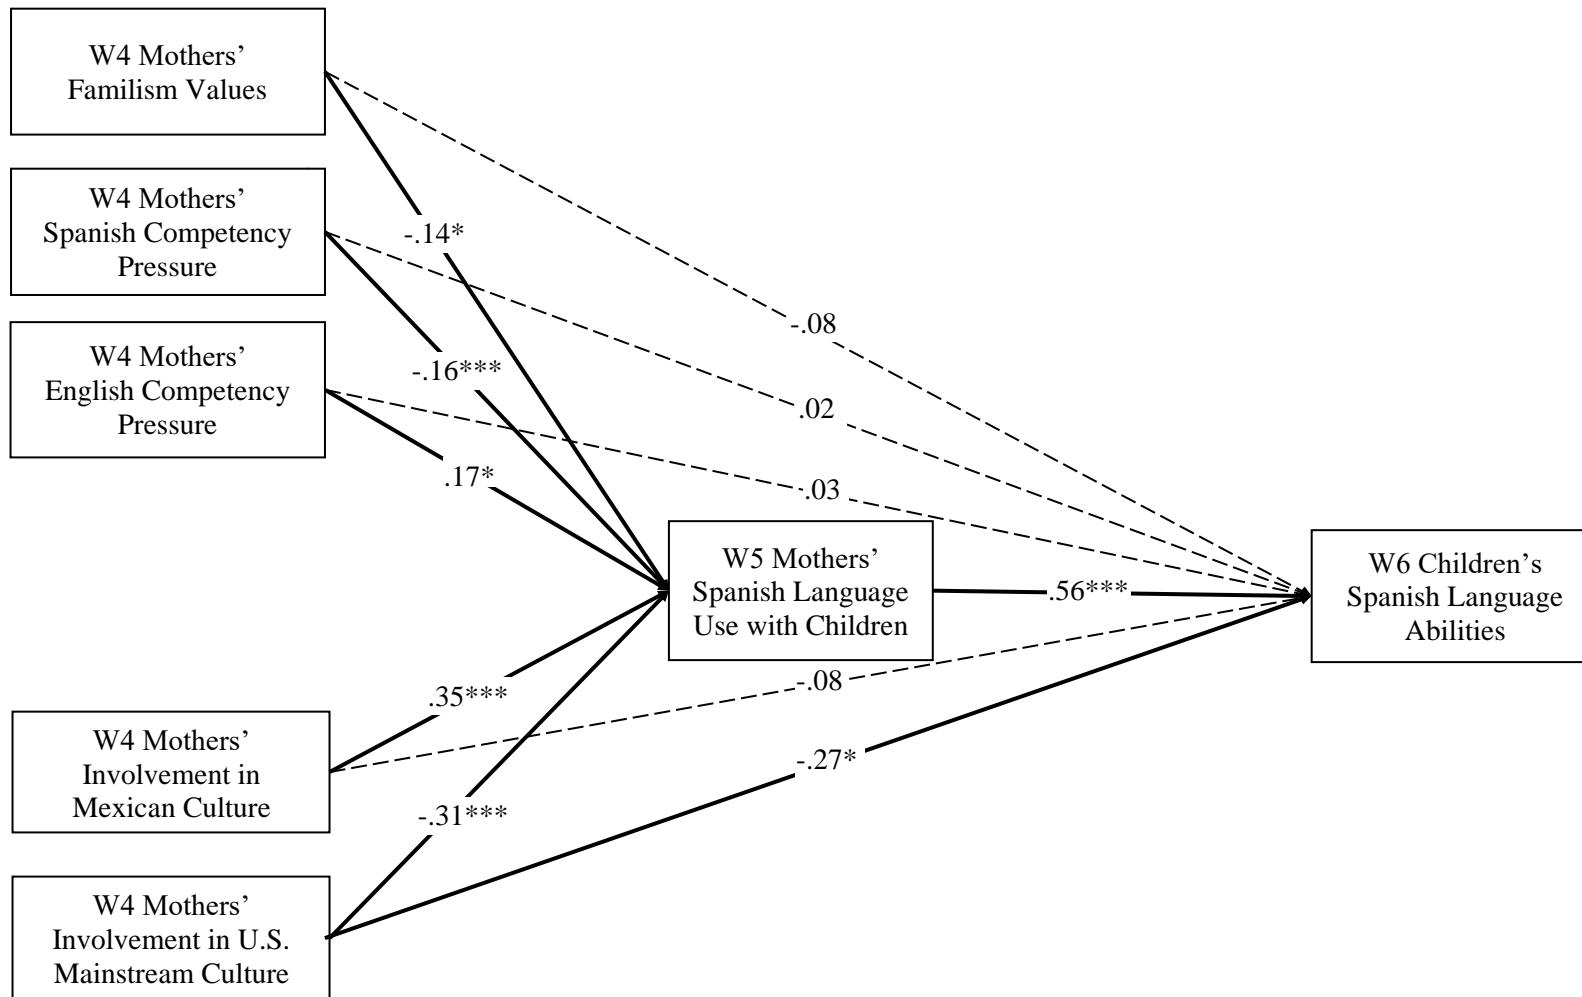 W4 Mothers’
Familism Values
W4 Mothers’
Spanish Competency
Pressure
W4 Mothers’
English Competency
Pressure
-.14*
-.16***
.17*
-.08
.02
.03
W5 Mothers’
Spanish Language
Use with Children
.56***
W6 Children’s
Spanish Language
Abilities
.35***
-.08
W4 Mothers’
Involvement in
Mexican Culture
-.31***
-.27*
W4 Mothers’
Involvement in U.S.
Mainstream Culture